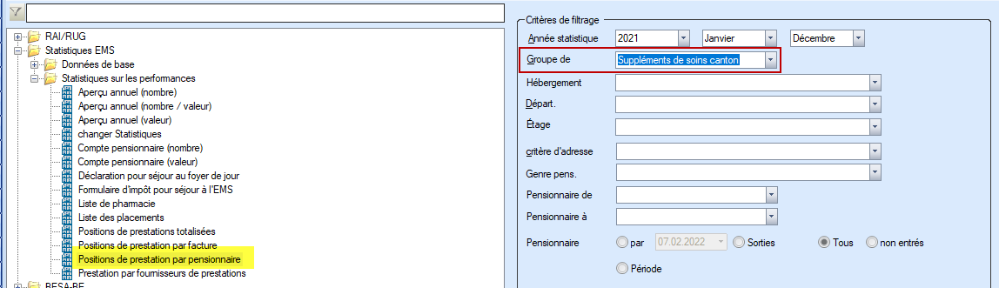 RAI/RUG
Statistiques EMS
Données de base
Statistiques sur les perfomances
Aperçu annuel (nombre)
Aperçu annuel (nombre / valeur)
Aperçu annuel (valeur)
changer Statistiques
Compte pensionnaire (nombre)
Compte pensionnaire (valeur)
Déclaration pour séjour au foyer de jour
Formulaire d'impôt pour séjour à l'EMS
Liste de pharmacie
Liste des placements
Positions de prestations totalisées
Positions de prestation par facture
Positions de prestation par pensionnaire
Prestation par fournisseurs de prestations
BESA-BE
Critères de filtrage
Année statistique 2021 Janvier Décembre
Groupe de Suppléments de soins canton
Hébergement
Départ.
Étage
critère d'adresse
Genre pens.
Pensionnaire de
Pensionnaire à
Pensionnaire par 07.02.2022 Sorties Tous non entrés
Période